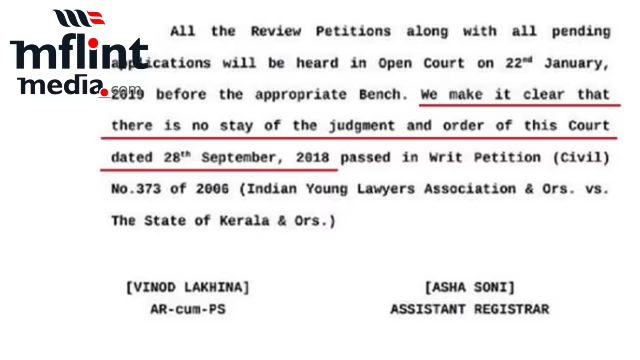 All the Review Petitions along with all pending
applications will be heard in Open Court on 22nd January,
2019 before the appropriate Bench. We make it clear that
there is no stay of the judgment and order of this Court
dated 28th September, 2018 passed in Writ Petition (Civil)
No.373 of 2006 (Indian Young Lawyers Association & Ors. vs.
The State of Kerala & Ors.)
[VINOD LAKHINA] [ASHA SONI]
AR-cum-PS ASSISTANT REGISTRAR
mflint
media.com